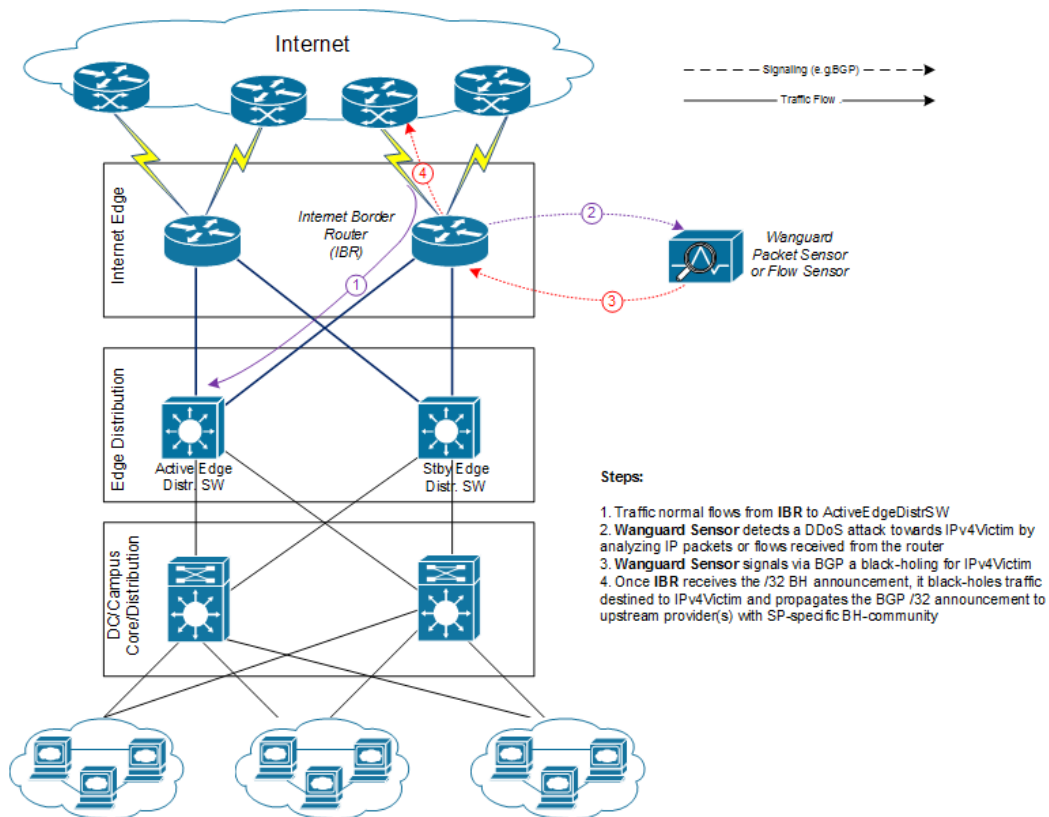 Internet
Signaling (e.g.BGP)
Traffic Flow .
4
Internet Edge
Internet Border
Router
(IBR)
2
Wanguard
Packet Sensor
or Flow Sensor
1
3
Edge Distribution
Active Edge
Distr. SW
Stby Edge
Distr. SW
Steps:
1. Traffic normal flows from IBR to ActiveEdgeDistrSW
2. Wanguard Sensor detects a DDoS attack towards IPv4Victim by
analyzing IP packets or flows received from the router
3. Wanguard Sensor signals via BGP a black-holing for IPv4Victim
4. Once IBR receives the /32 BH announcement, it black-holes traffic
destined to IPv4Victim and propagates the BGP /32 announcement to
upstream provider(s) with SP-specific BH-community
DC/Campus
Core/Distribution